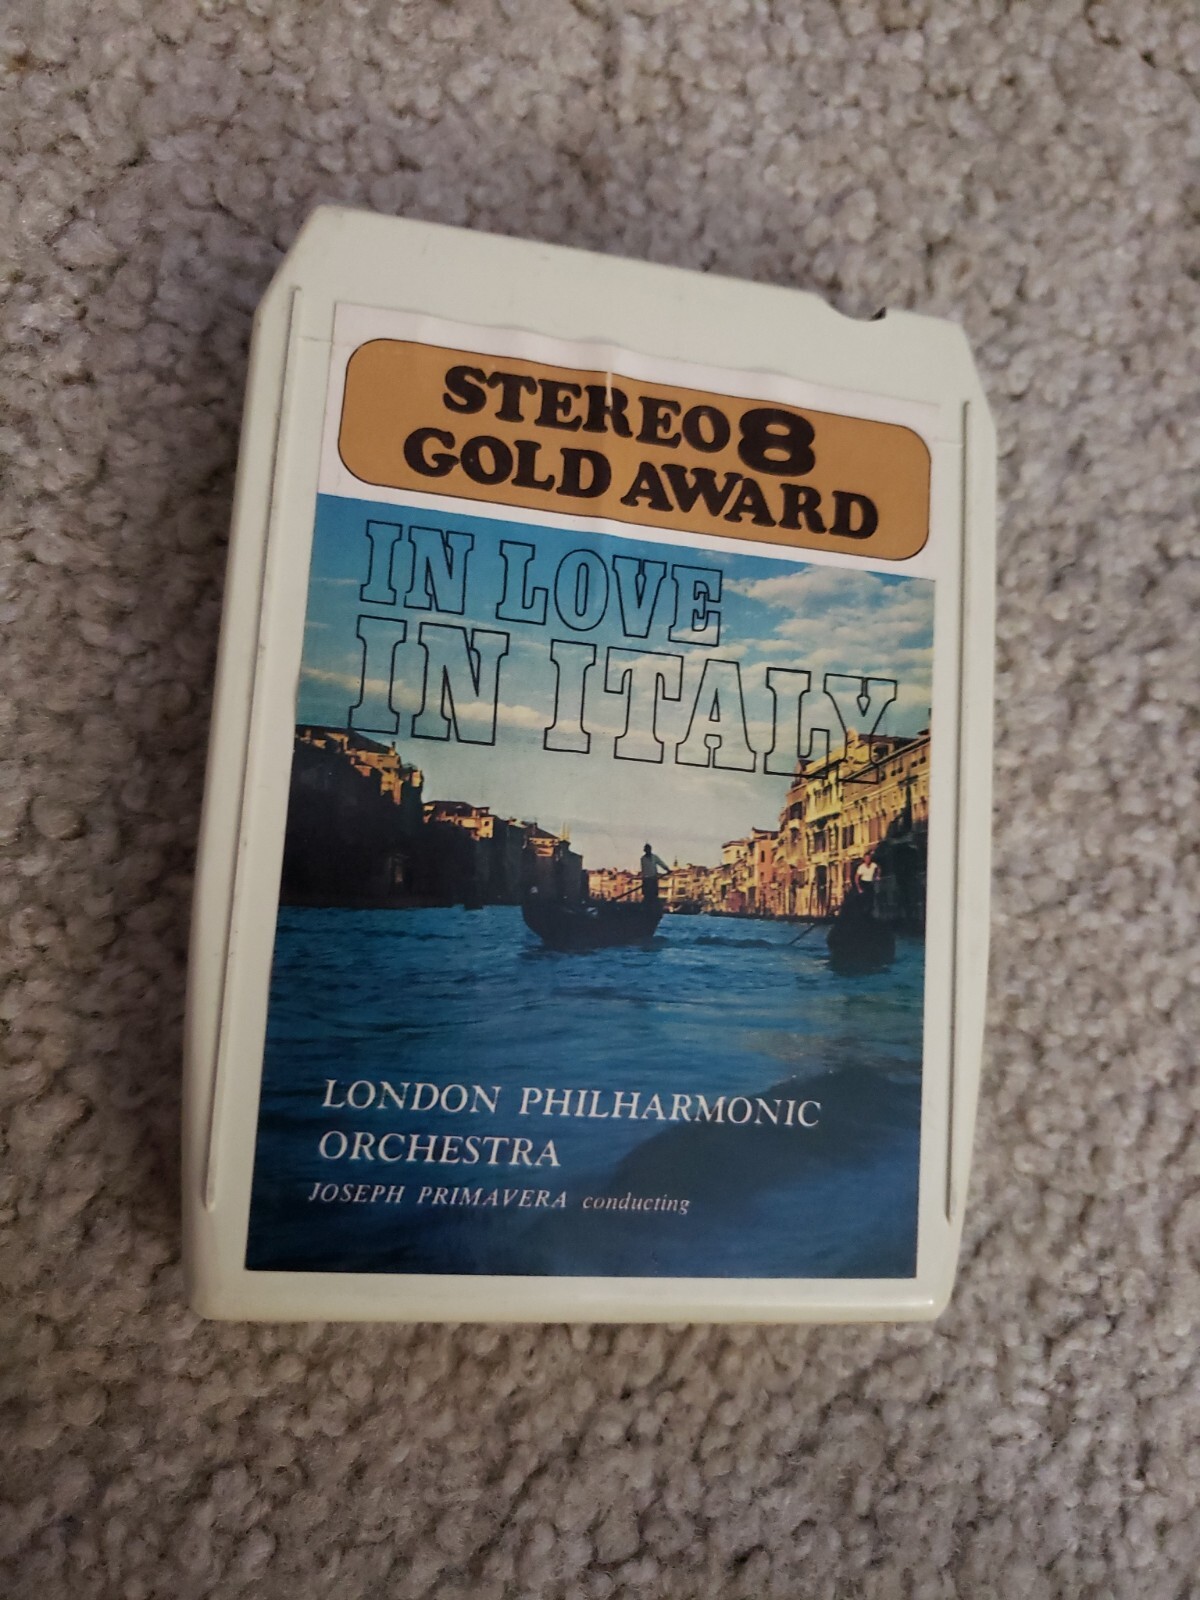 STEREO 8
GOLD AWARD
IN LOVE
IN ITALY
LONDON PHILHARMONIC
ORCHESTRA
JOSEPH PRIMAVERA conducting